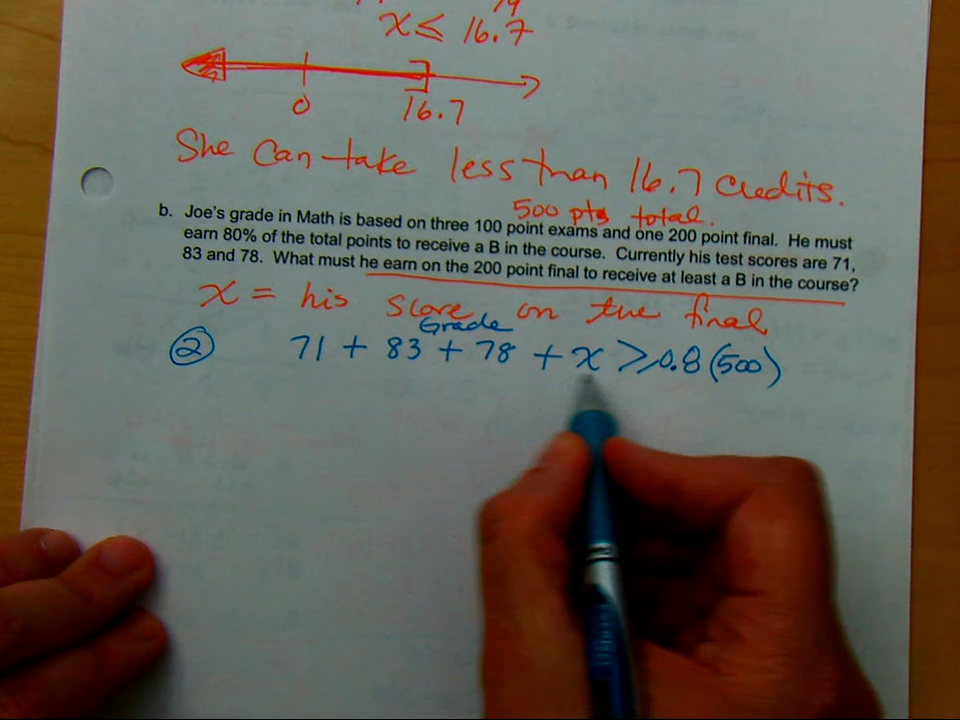 x ≤ 16.7
0 16.7
She Can take less than 16.7 credits.
500 pts total.
b. Joe's grade in Math is based on three 100 point exams and one 200 point final. He must
earn 80% of the total points to receive a B in the course. Currently his test scores are 71,
83 and 78. What must he earn on the 200 point final to receive at least a B in the course?
x = his score on the final
Grade
② 71 + 83 + 78 + x ≥ 0.8 (500)